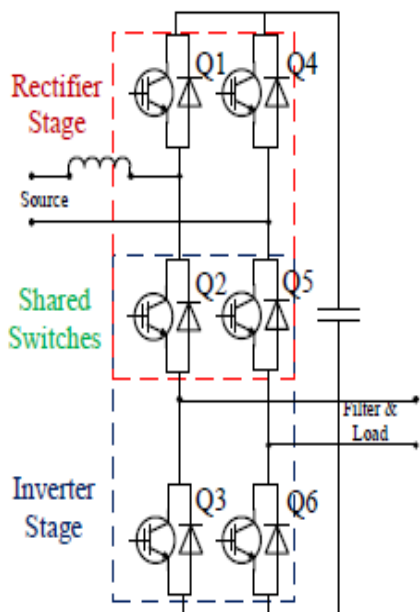 Q1
Q4
Rectifier
Stage
Source
Q2
Q5
Shared
Switches
Filter &
Load
Q3
Q6
Inverter
Stage